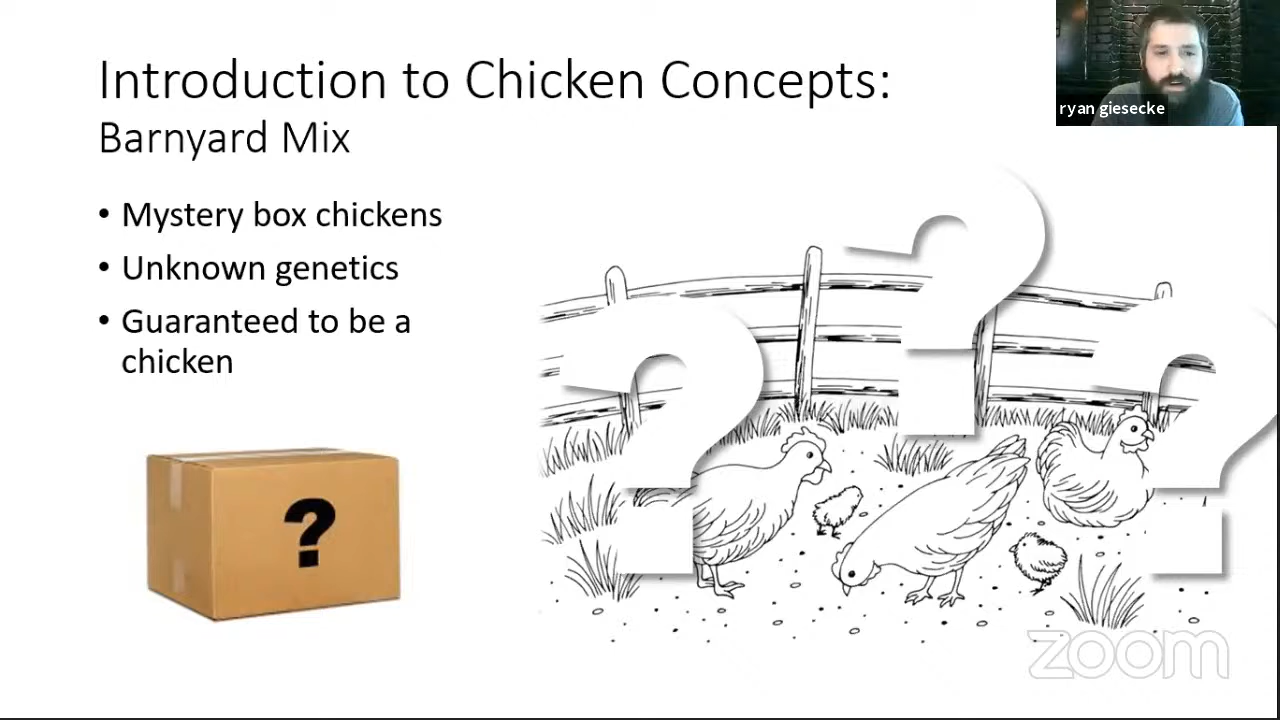 Introduction to Chicken Concepts:
Barnyard Mix
ryan giesecke
• Mystery box chickens
• Unknown genetics
• Guaranteed to be a
chicken
?
?
?
?
zoom